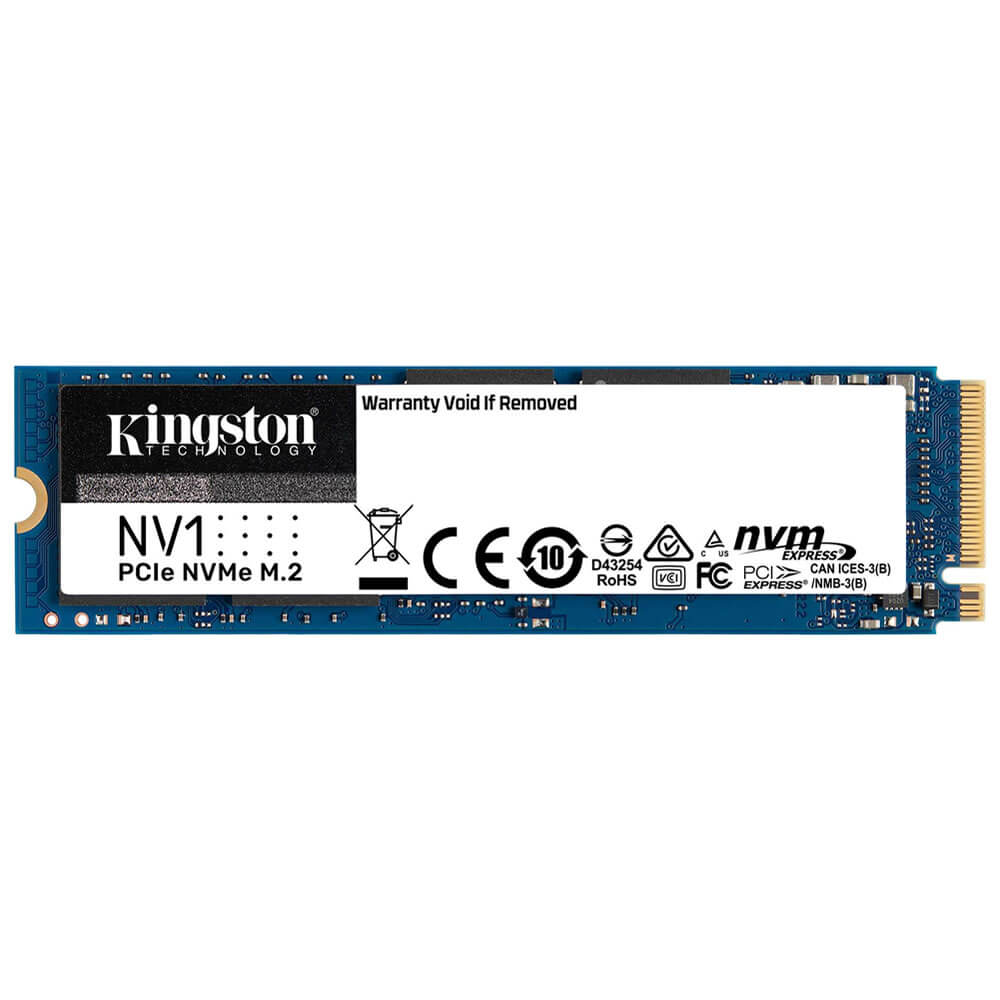 Warranty Void If Removed
Kingston®
TECHNOLOGY
NV1
PCIe NVMe M.2
CE
10
D43254
RoHS
VCI
C US
FC
nvm
EXPRESS
PCI
EXPRESS®
CAN ICES-3(B)
/NMB-3(B)